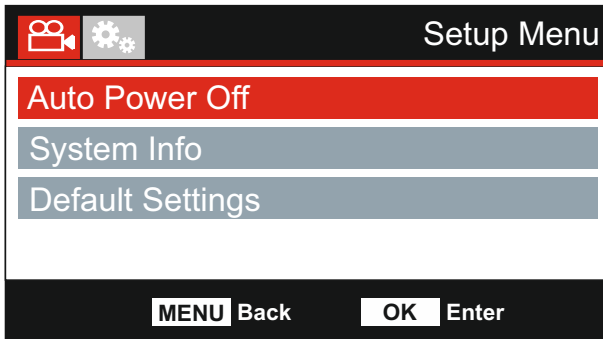 Setup Menu
Auto Power Off
System Info
Default Settings
MENU Back OK Enter